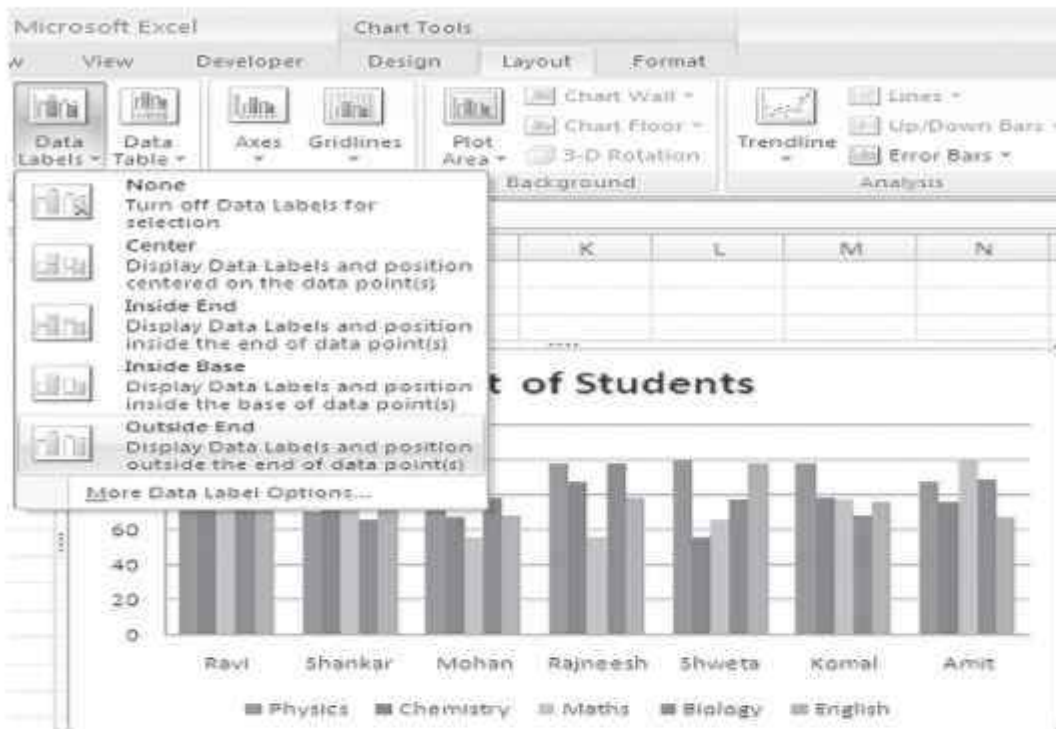 Microsoft Excel
Chart Tools
w View Developer Design Layout Format
Data Labels
Data Table
Axes
Gridlines
Plot Area
Chart Wall
Chart Floor
3-D Rotation
Trendline
Lines
Up/Down Bars
Error Bars
Background
Analysis
None
Turn off Data Labels for
selection
Center
Display Data Labels and position
centered on the data point(s)
Inside End
Display Data Labels and position
inside the end of data point(s)
Inside Base
Display Data Labels and position
inside the base of data point(s)
Outside End
Display Data Labels and position
outside the end of data point(s)
More Data Label Options...
K L M N
t of Students
60
40
20
0
Ravi Shankar Mohan Rajneesh Shweta Komal Amit
Physics Chemistry Maths Biology English